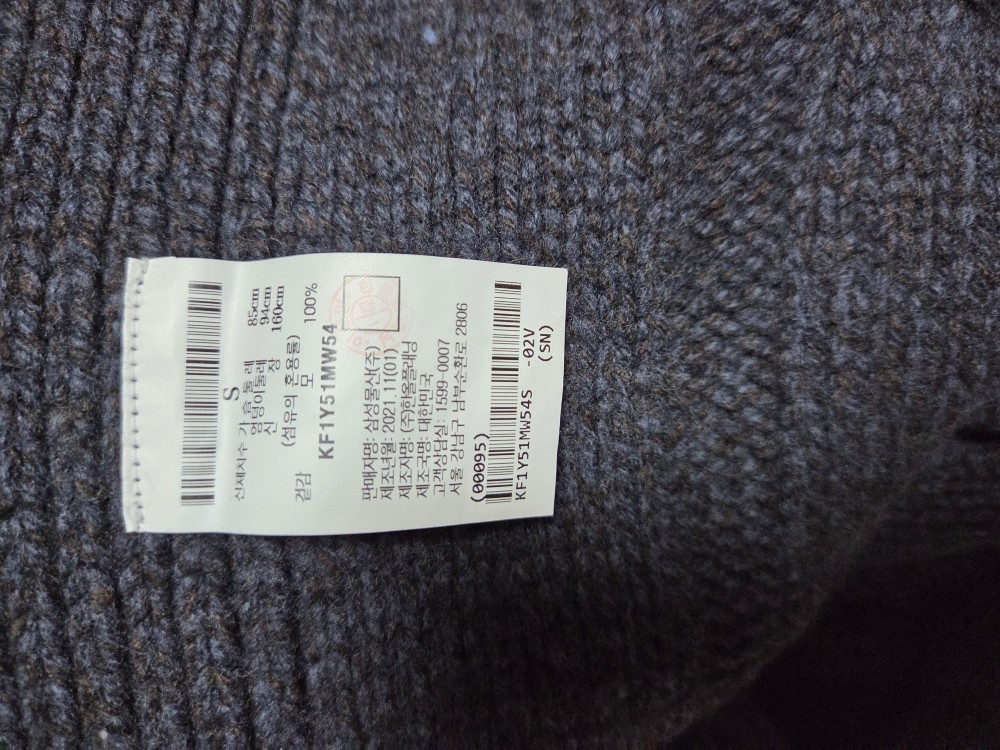 S
신체치수 가 슴 둘 레 85cm
엉덩이둘레 94cm
신 장 160cm
(섬유의 혼용률)
겉감 모 100%
KF1Y51MW54
판매자명: 삼성물산(주)
제조년월: 2021.11(01)
제조자명: (주)한올플래닝
제조국명: 대한민국
고객상담실: 1599-0007
서울 강남구 남부순환로 2806
(00095)
KF1Y51MW54S -02V
(SN)